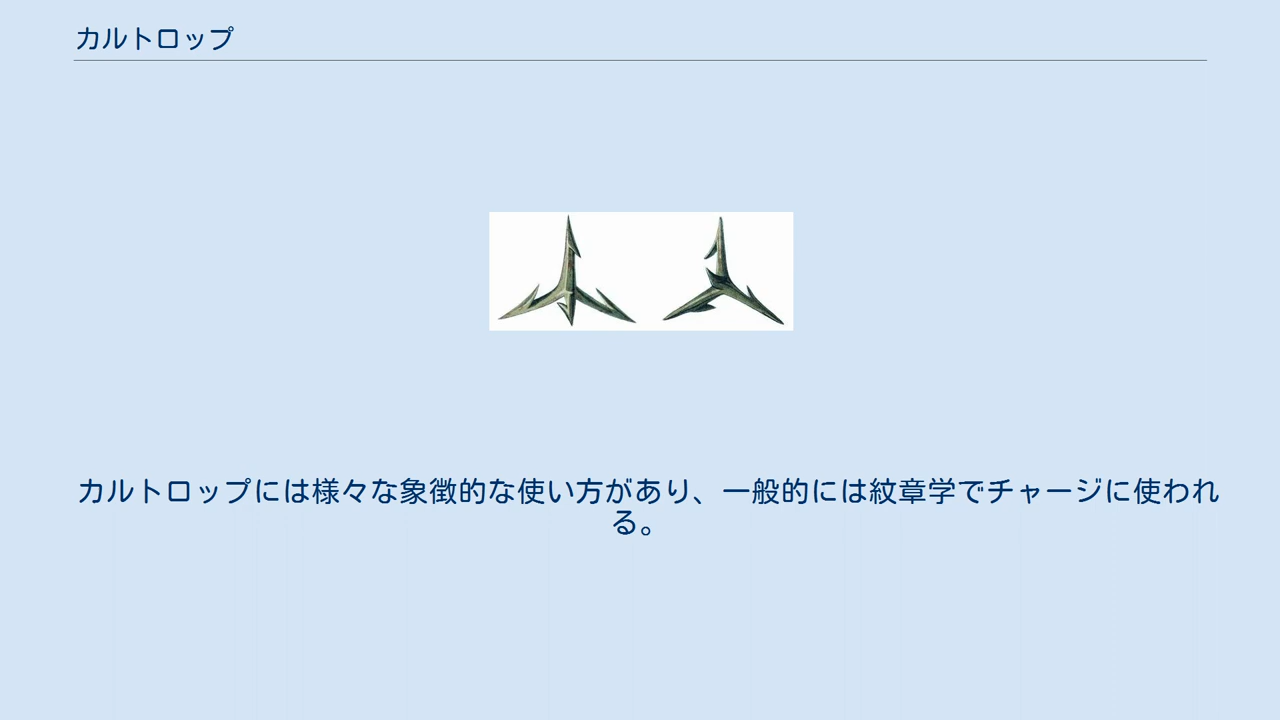 カルトロップ
カルトロップには様々な象徴的な使い方があり、一般的には紋章学でチャージに使われ
る。